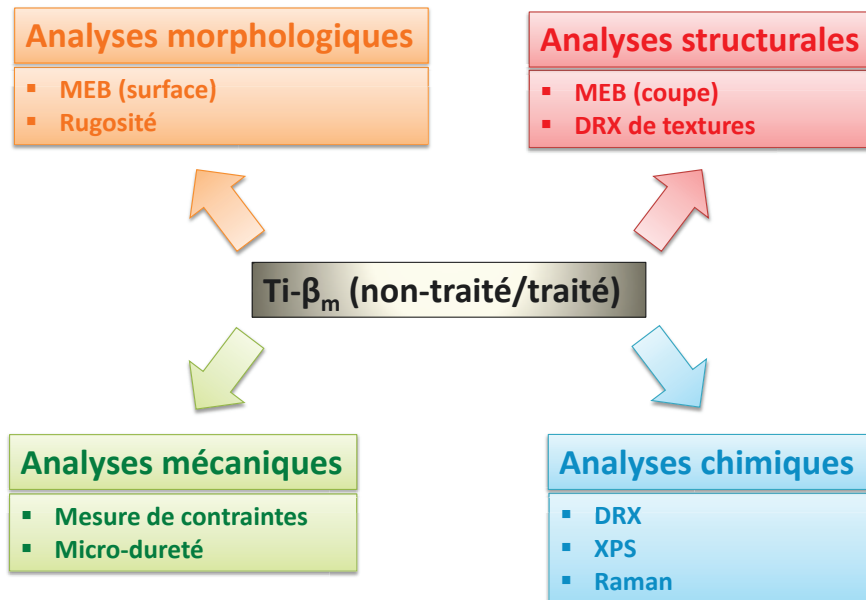 Analyses morphologiques
▪ MEB (surface)
▪ Rugosité
Analyses structurales
▪ MEB (coupe)
▪ DRX de textures
Ti-βm (non-traité/traité)
Analyses mécaniques
▪ Mesure de contraintes
▪ Micro-dureté
Analyses chimiques
▪ DRX
▪ XPS
▪ Raman